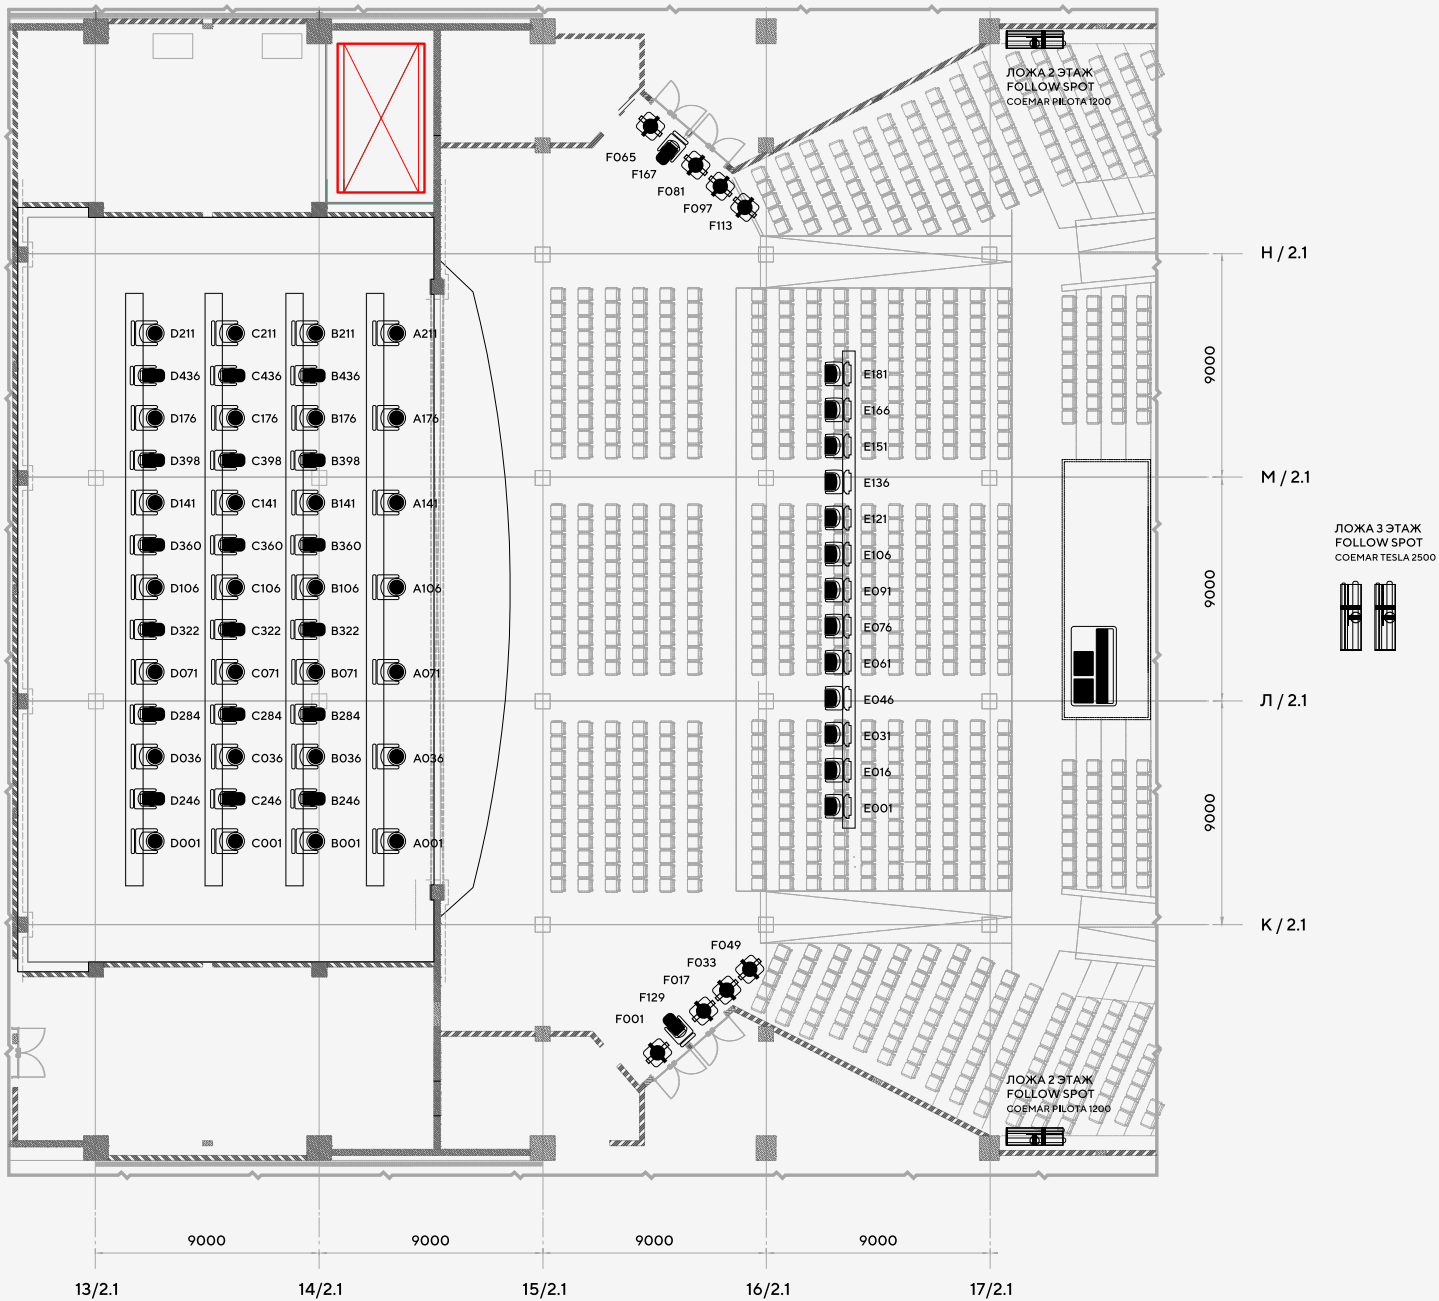 ЛОЖА 2 ЭТАЖ
FOLLOW SPOT
COEMAR PILOTA 1200
F065
F167
F081
F097
F113
Н / 2.1
D211 C211 B211 A211
D436 C436 B436 E181
D176 C176 B176 A176 E166
9000
D398 C398 B398 E151
М / 2.1
E136
D141 C141 B141 A141
E121
ЛОЖА 3 ЭТАЖ
FOLLOW SPOT
COEMAR TESLA 2500
D360 C360 B360 E106
D106 C106 B106 A106 E091
9000
D322 C322 B322 E076
D071 C071 B071 A071 E061
Л / 2.1
E046
D284 C284 B284
E031
D036 C036 B036 A036
E016
D246 C246 B246 E001
9000
D001 C001 B001 A001
К / 2.1
F049
F033
F017
F129
F001
ЛОЖА 2 ЭТАЖ
FOLLOW SPOT
COEMAR PILOTA 1200
9000 9000 9000 9000
13/2.1 14/2.1 15/2.1 16/2.1 17/2.1